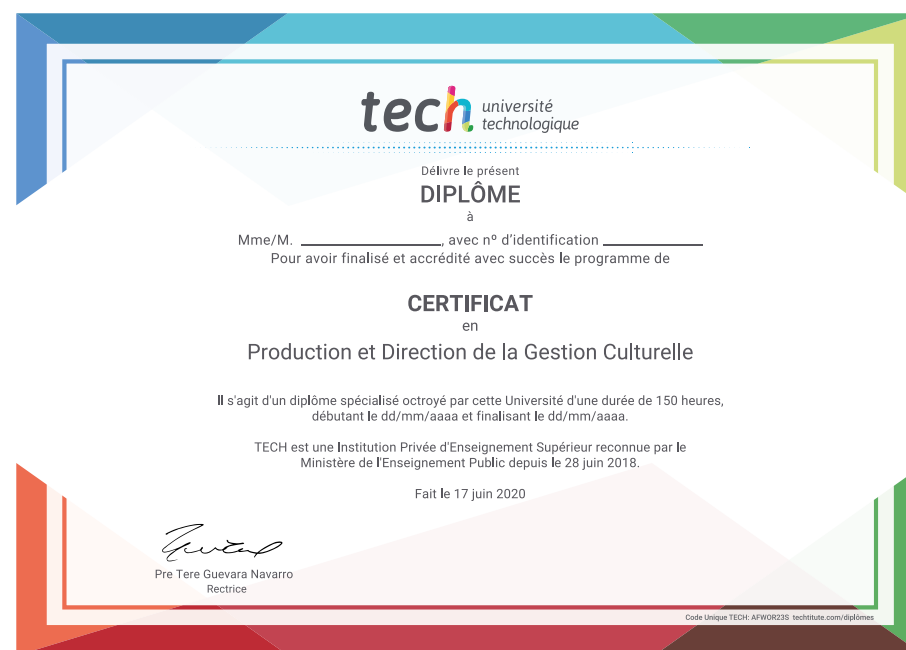 tech université
technologique
Délivre le présent
DIPLÔME
à
Mme/M. ____________________, avec nº d'identification ______________
Pour avoir finalisé et accrédité avec succès le programme de
CERTIFICAT
en
Production et Direction de la Gestion Culturelle
Il s'agit d'un diplôme spécialisé octroyé par cette Université d'une durée de 150 heures,
débutant le dd/mm/aaaa et finalisant le dd/mm/aaaa.
TECH est une Institution Privée d'Enseignement Supérieur reconnue par le
Ministère de l'Enseignement Public depuis le 28 juin 2018.
Fait le 17 juin 2020
Pre Tere Guevara Navarro
Rectrice
Code Unique TECH: AFWOR23S techtitute.com/diplômes